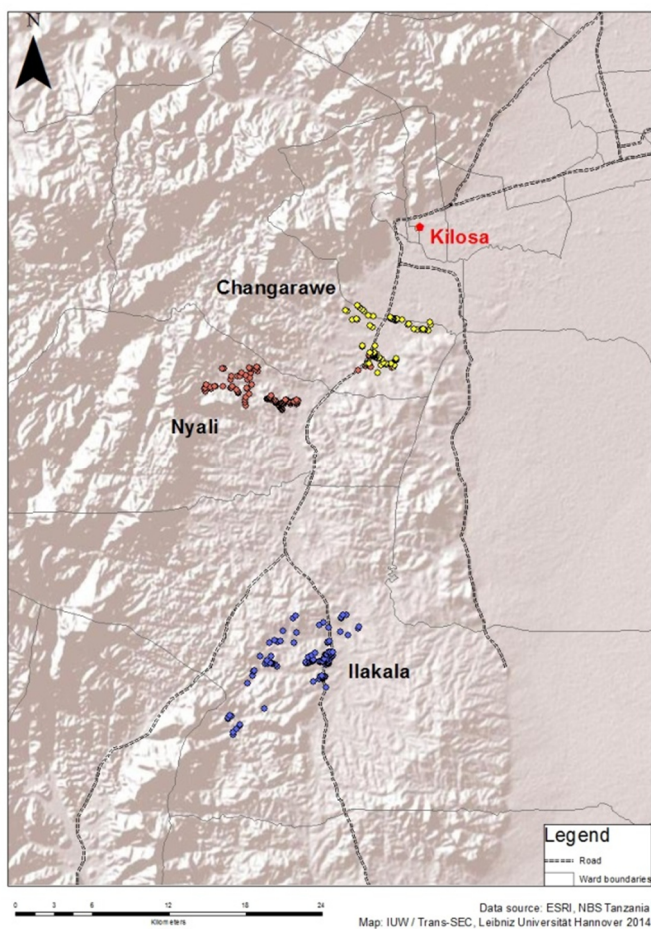 N
Kilosa
Changarawe
Nyali
Ilakala
Legend
Road
Ward boundaries
0 3 6 12 18 24
Kilometers
Data source: ESRI, NBS Tanzania
Map: IUW / Trans-SEC, Leibniz Universität Hannover 2014